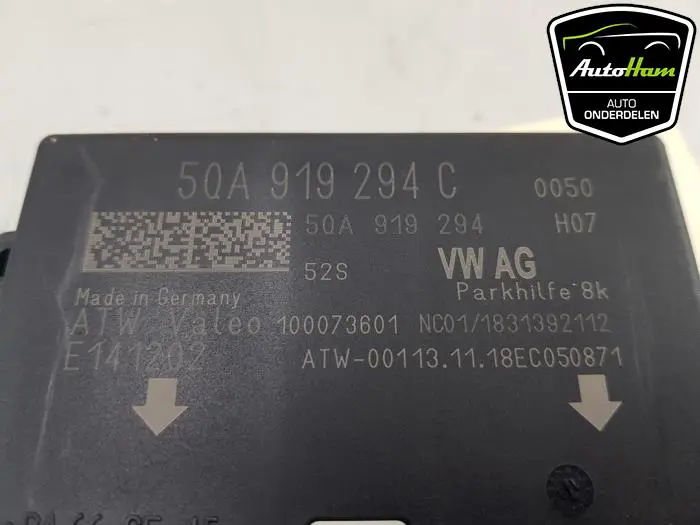 AutoHam
AUTO
ONDERDELEN
5QA 919 294 C 0050
5QA 919 294 H07
52S VW AG
Parkhilfe 8k
Made in Germany
ATW Valeo 100073601 NC01/1831392112
E141202 ATW-00113.11.18EC050871